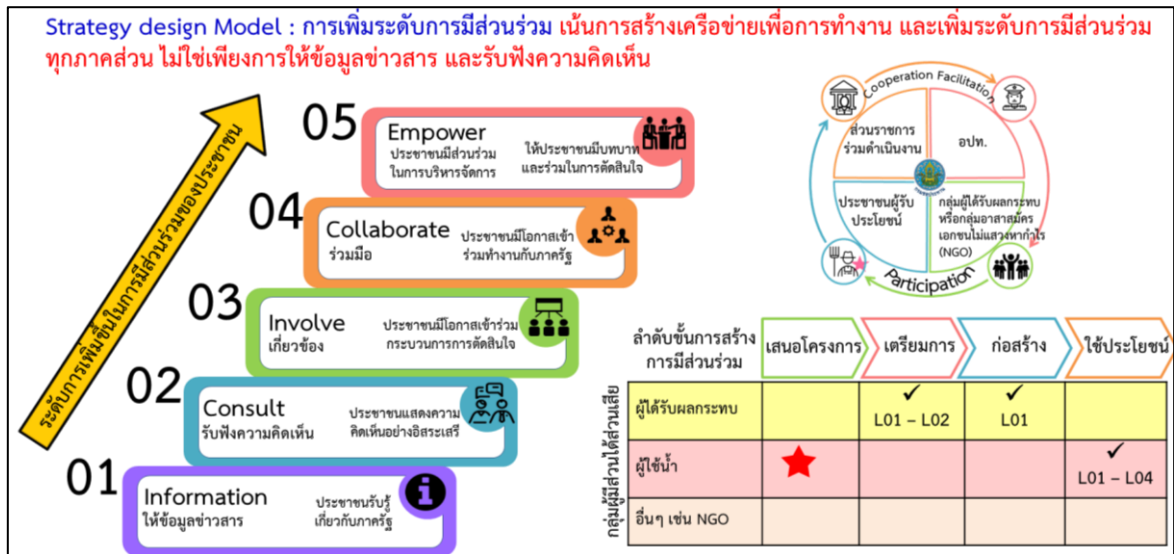 Strategy design Model : การเพิ่มระดับการมีส่วนร่วม เน้นการสร้างเครือข่ายเพื่อการทำงาน และเพิ่มระดับการมีส่วนร่วม
ทุกภาคส่วน ไม่ใช่เพียงการให้ข้อมูลข่าวสาร และรับฟังความคิดเห็น
ระดับการเพิ่มขึ้นในการมีส่วนร่วมของประชาชน
05
Empower
ประชาชนมีส่วนร่วม
ในการบริหารจัดการ
ให้ประชาชนมีบทบาท
และร่วมในการตัดสินใจ
04
Collaborate
ร่วมมือ
ประชาชนมีโอกาสเข้า
ร่วมทำงานกับภาครัฐ
03
Involve
เกี่ยวข้อง
ประชาชนมีโอกาสเข้าร่วม
กระบวนการการตัดสินใจ
02
Consult
รับฟังความคิดเห็น
ประชาชนแสดงความ
คิดเห็นอย่างอิสระเสรี
01
Information
ให้ข้อมูลข่าวสาร
ประชาชนรับรู้
เกี่ยวกับภาครัฐ
Cooperation Facilitation
ส่วนราชการ
ร่วมดำเนินงาน
อปท.
ประชาชนผู้รับ
ประโยชน์
กลุ่มผู้ได้รับผลกระทบ
หรือกลุ่มอาสาสมัคร
เอกชนไม่แสวงหากำไร
(NGO)
Participation
ลำดับขั้นการสร้าง
การมีส่วนร่วม
เสนอโครงการ
เตรียมการ
ก่อสร้าง
ใช้ประโยชน์
กลุ่มผู้มีส่วนได้ส่วนเสีย
ผู้ได้รับผลกระทบ
✓
L01 – L02
✓
L01
ผู้ใช้น้ำ
✓
L01 – L04
อื่นๆ เช่น NGO